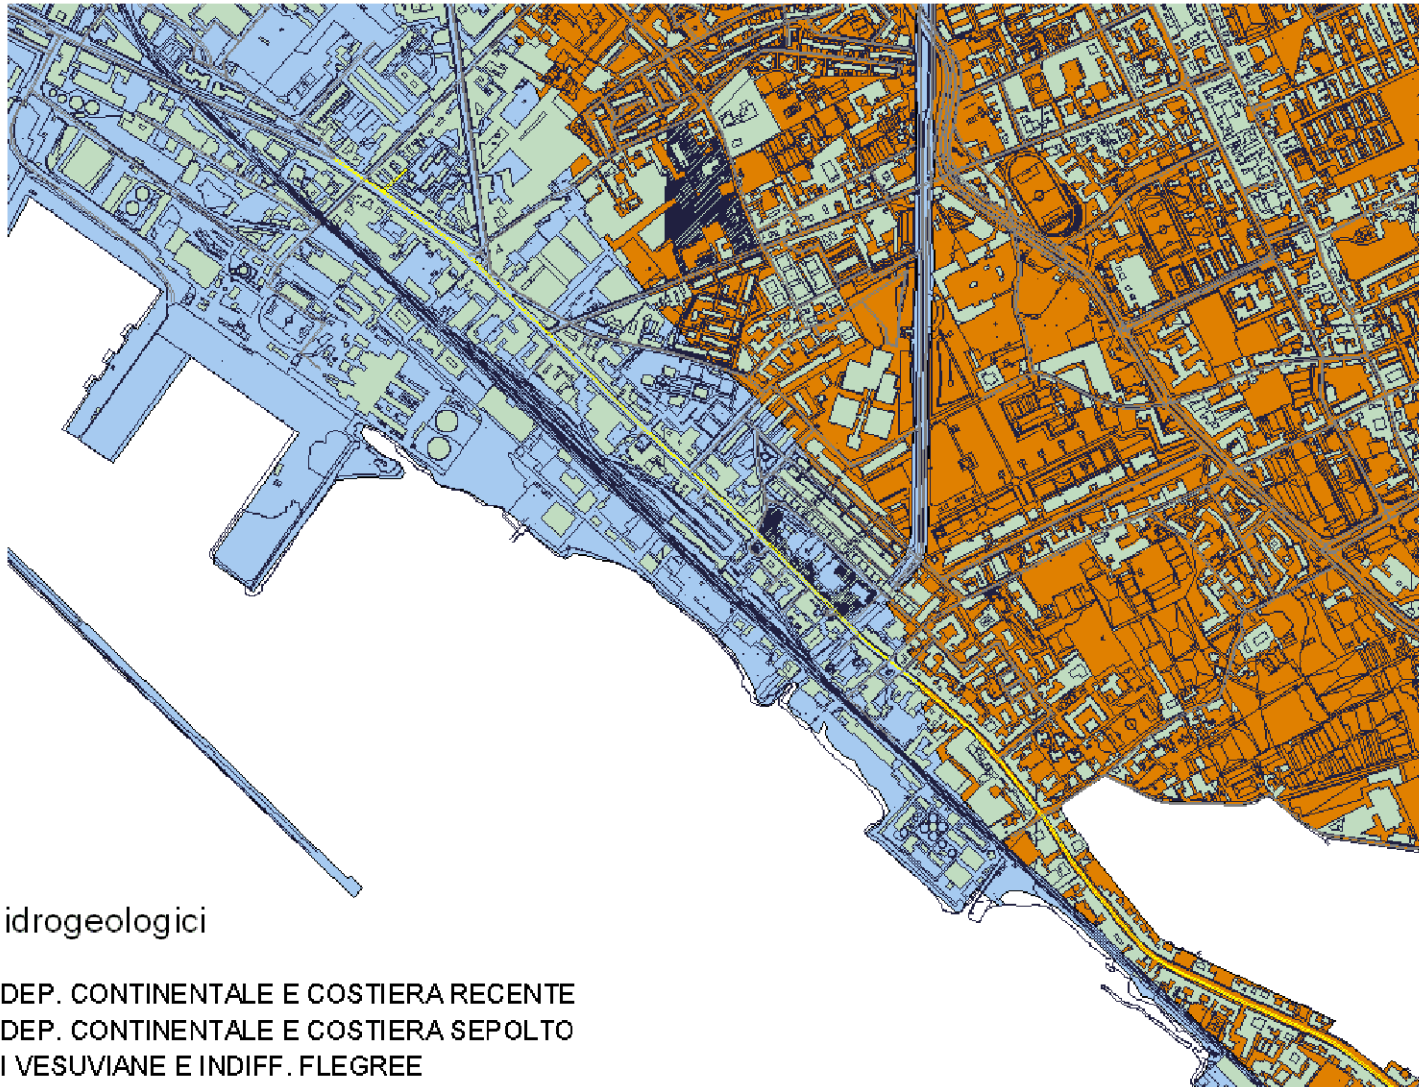 idrogeologici
DEP. CONTINENTALE E COSTIERA RECENTE
DEP. CONTINENTALE E COSTIERA SEPOLTO
I VESUVIANE E INDIFF. FLEGREE